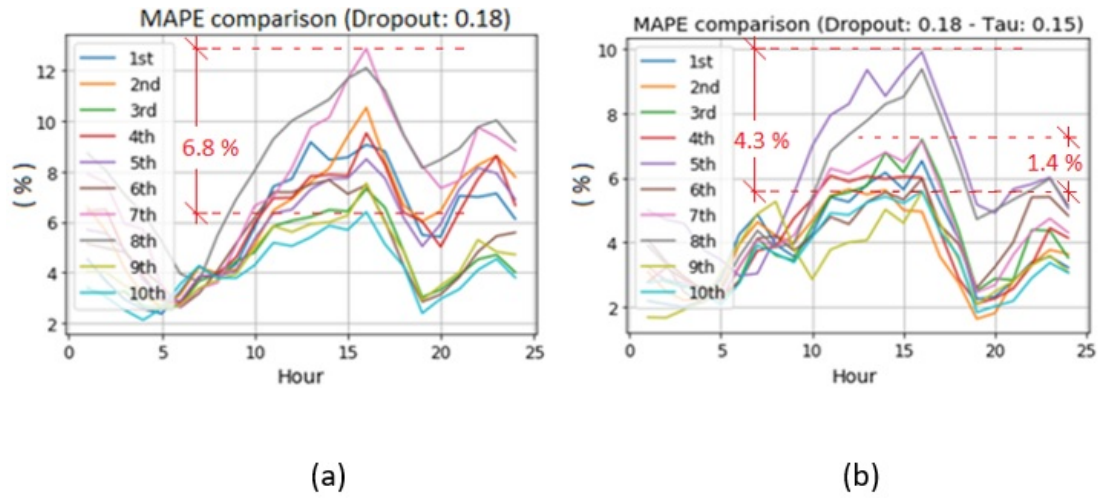 MAPE comparison (Dropout: 0.18)
( % )
12
10
8
6
4
2
0
5
10
15
20
25
Hour
1st
2nd
3rd
4th
5th
6th
7th
8th
9th
10th
6.8 %
(a)
MAPE comparison (Dropout: 0.18 - Tau: 0.15)
( % )
10
8
6
4
2
0
5
10
15
20
25
Hour
1st
2nd
3rd
4th
5th
6th
7th
8th
9th
10th
4.3 %
1.4 %
(b)